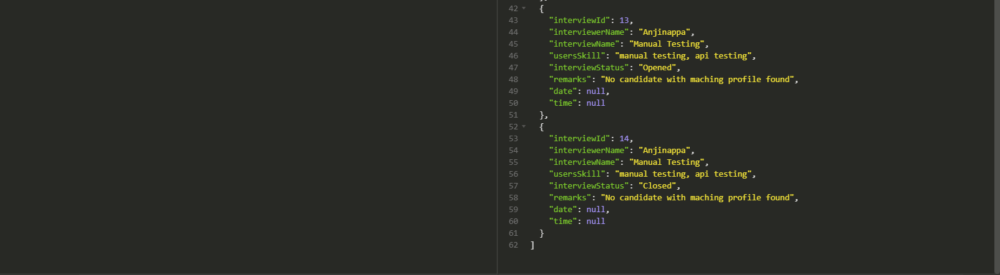 42 {
43 "interviewId": 13,
44 "interviewerName": "Anjinappa",
45 "interviewName": "Manual Testing",
46 "usersSkill": "manual testing, api testing",
47 "interviewStatus": "Opened",
48 "remarks": "No candidate with maching profile found",
49 "date": null,
50 "time": null
51 },
52 {
53 "interviewId": 14,
54 "interviewerName": "Anjinappa",
55 "interviewName": "Manual Testing",
56 "usersSkill": "manual testing, api testing",
57 "interviewStatus": "Closed",
58 "remarks": "No candidate with maching profile found",
59 "date": null,
60 "time": null
61 }
62 ]